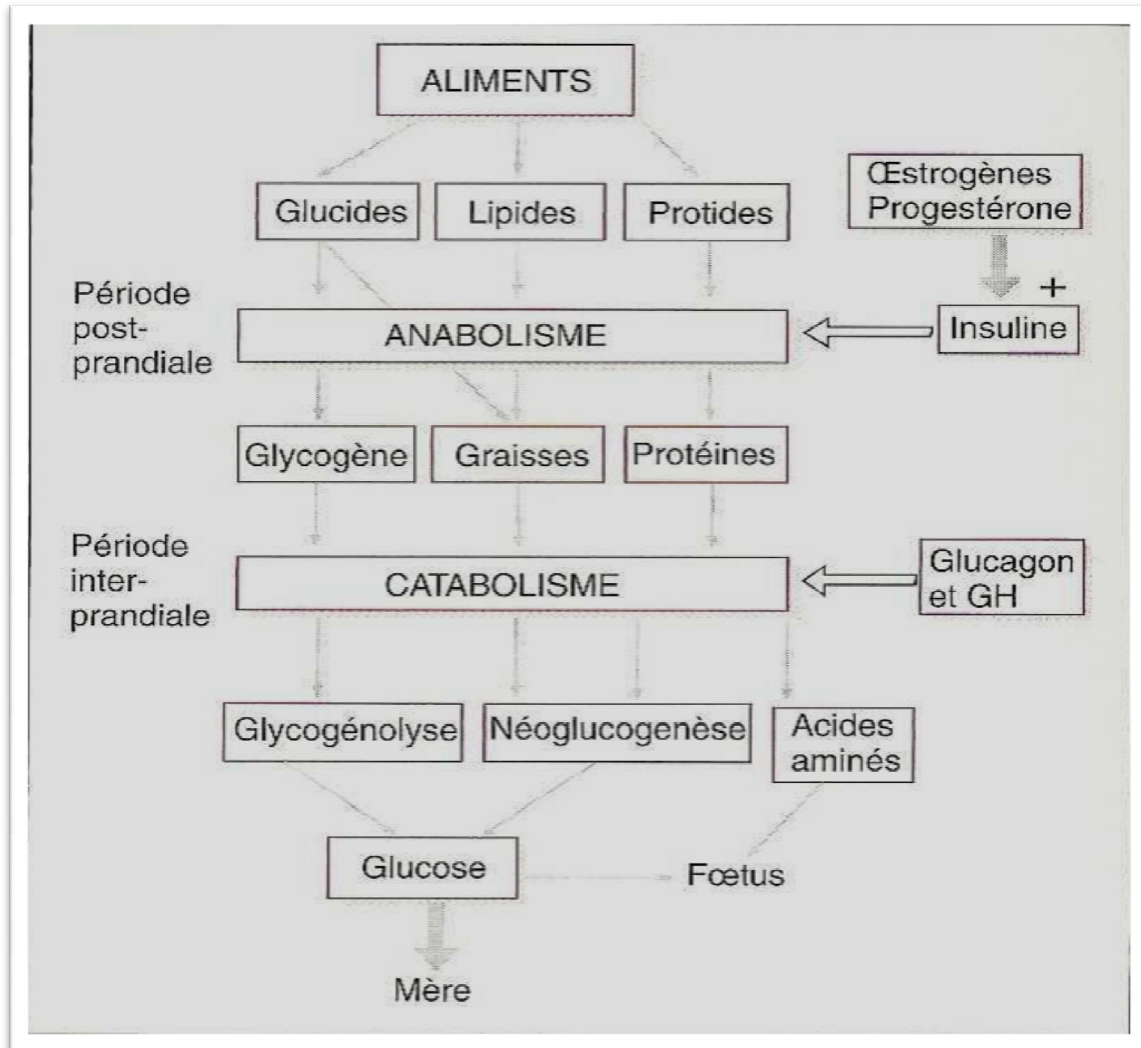 ALIMENTS
Glucides
Lipides
Protides
Œstrogènes
Progestérone
+
Période
post-
prandiale
ANABOLISME
Insuline
Glycogène
Graisses
Protéines
Période
inter-
prandiale
CATABOLISME
Glucagon
et GH
Glycogénolyse
Néoglucogenèse
Acides
aminés
Glucose
Fœtus
Mère